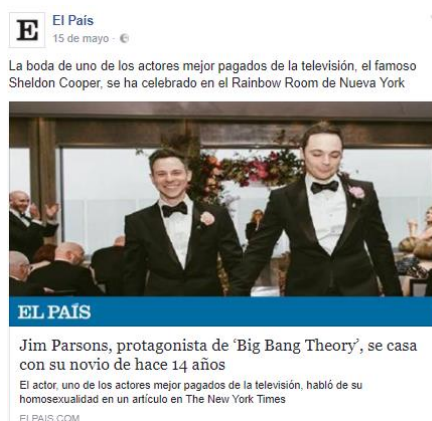 E
El País
15 de mayo ·
La boda de uno de los actores mejor pagados de la televisión, el famoso
Sheldon Cooper, se ha celebrado en el Rainbow Room de Nueva York
EL PAÍS
Jim Parsons, protagonista de ‘Big Bang Theory’, se casa
con su novio de hace 14 años
El actor, uno de los actores mejor pagados de la televisión, habló de su
homosexualidad en un artículo en The New York Times
ELPAIS.COM